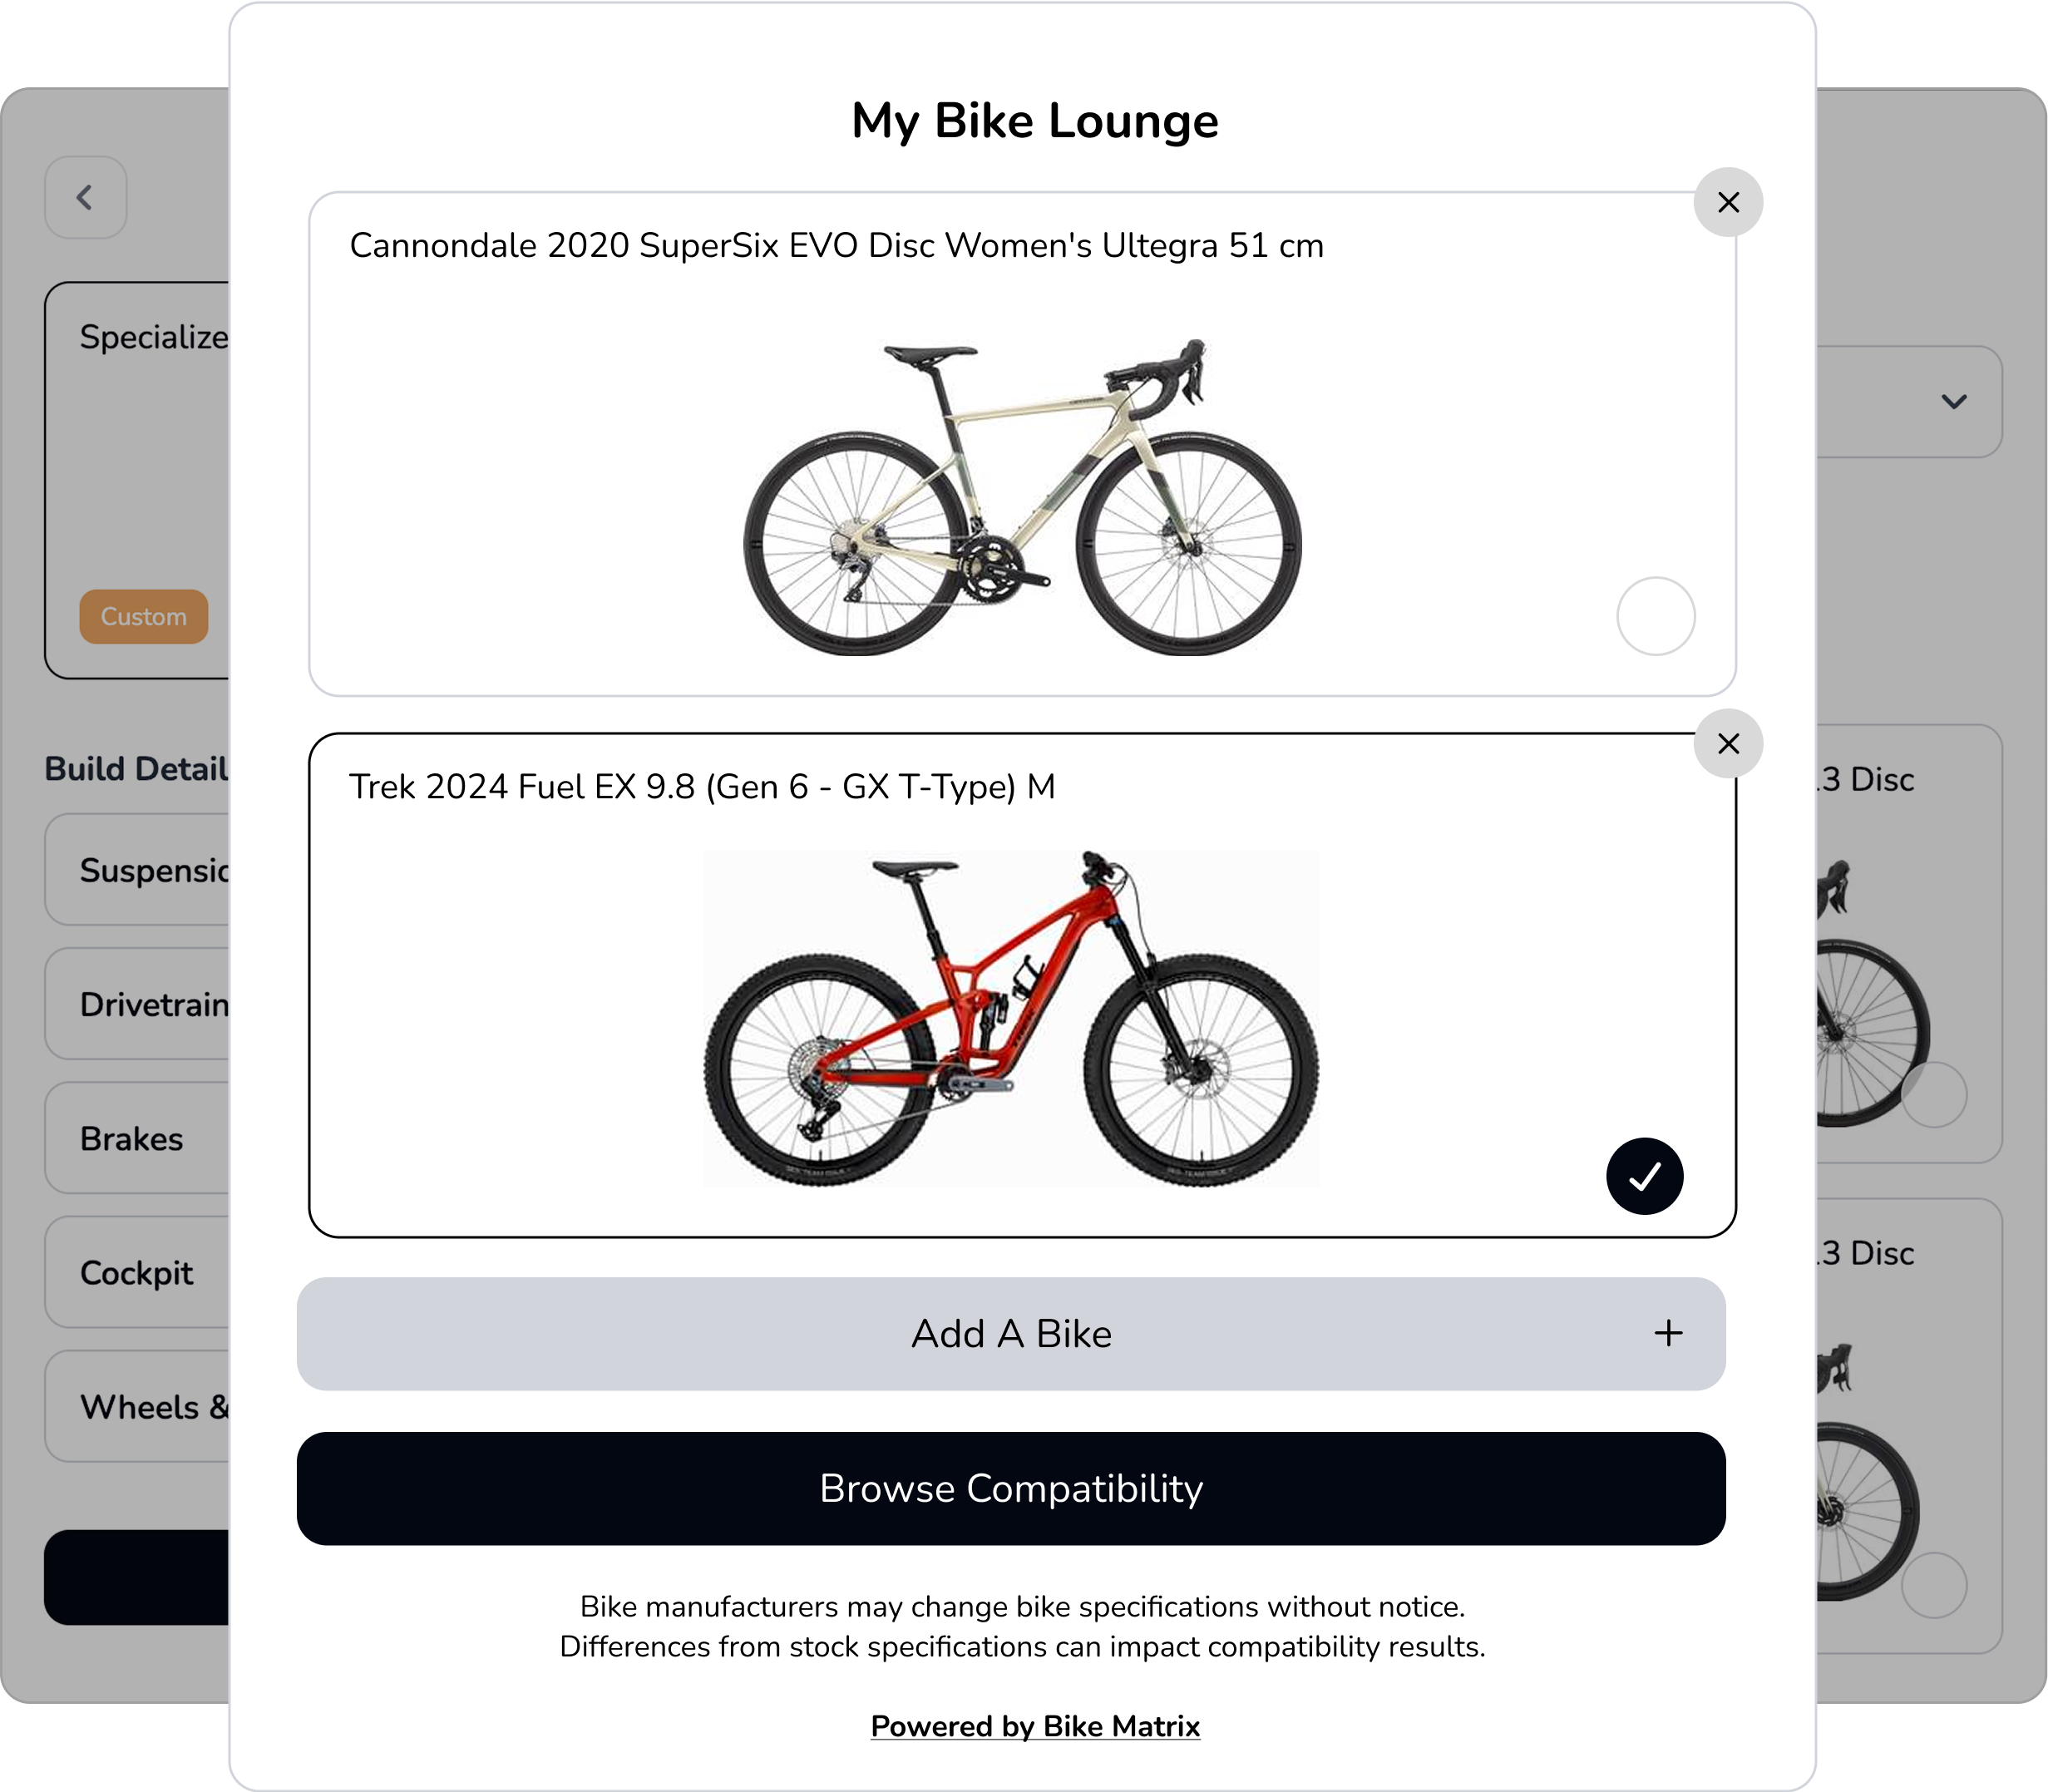 My Bike Lounge
Cannondale 2020 SuperSix EVO Disc Women's Ultegra 51 cm
Trek 2024 Fuel EX 9.8 (Gen 6 - GX T-Type) M
Add A Bike
Browse Compatibility
Bike manufacturers may change bike specifications without notice.
Differences from stock specifications can impact compatibility results.
Powered by Bike Matrix
Specialize
Custom
Build Detail
Suspensio
Drivetrain
Brakes
Cockpit
Wheels &
.3 Disc
.3 Disc